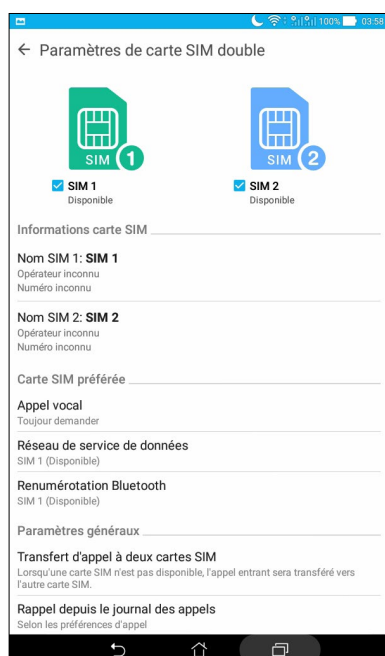 100% 03:58
Paramètres de carte SIM double
SIM 1
SIM 2
SIM 1
Disponible
SIM 2
Disponible
Informations carte SIM
Nom SIM 1: SIM 1
Opérateur inconnu
Numéro inconnu
Nom SIM 2: SIM 2
Opérateur inconnu
Numéro inconnu
Carte SIM préférée
Appel vocal
Toujour demander
Réseau de service de données
SIM 1 (Disponible)
Renumérotation Bluetooth
SIM 1 (Disponible)
Paramètres généraux
Transfert d'appel à deux cartes SIM
Lorsqu'une carte SIM n'est pas disponible, l'appel entrant sera transféré vers
l'autre carte SIM.
Rappel depuis le journal des appels
Selon les préférences d'appel